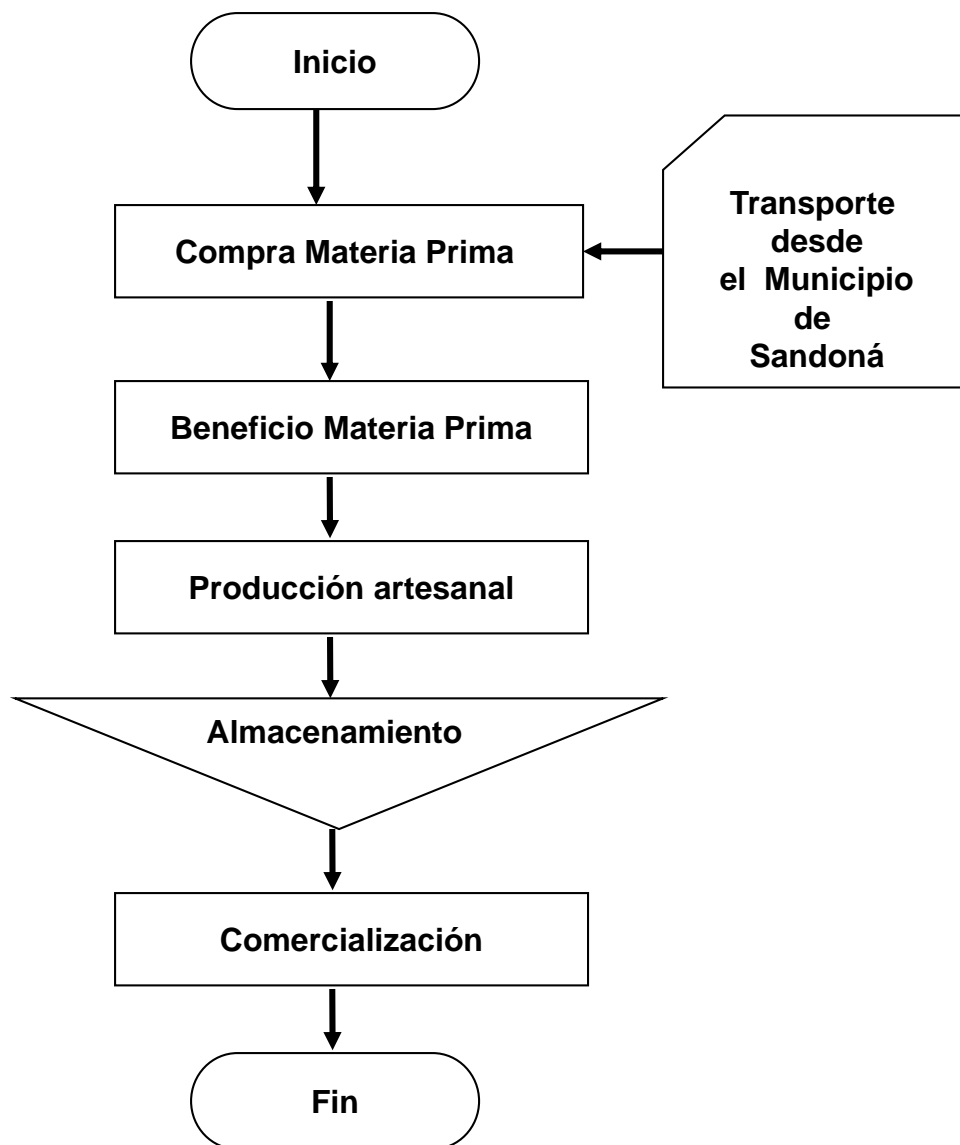 Inicio
Compra Materia Prima
Transporte
desde
el Municipio
de
Sandoná
Beneficio Materia Prima
Producción artesanal
Almacenamiento
Comercialización
Fin